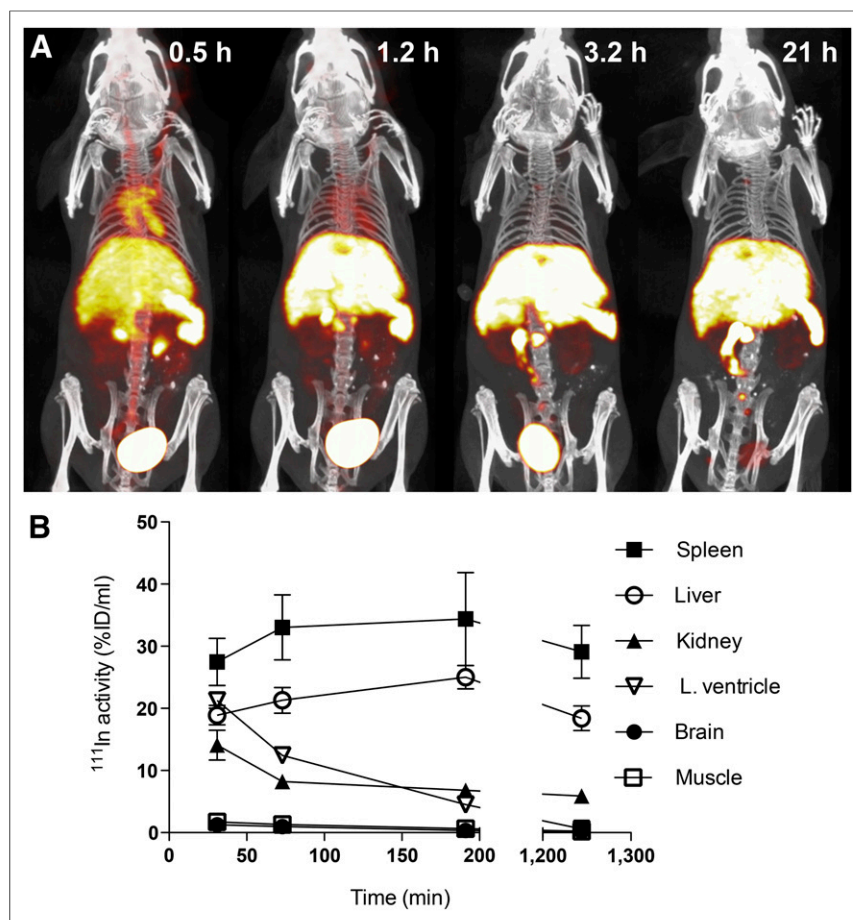 A
0.5 h
1.2 h
3.2 h
21 h
B
50
40
30
20
10
0
¹¹¹In activity (%ID/ml)
0
50
100
150
200
1,200
1,300
Time (min)
Spleen
Liver
Kidney
L. ventricle
Brain
Muscle